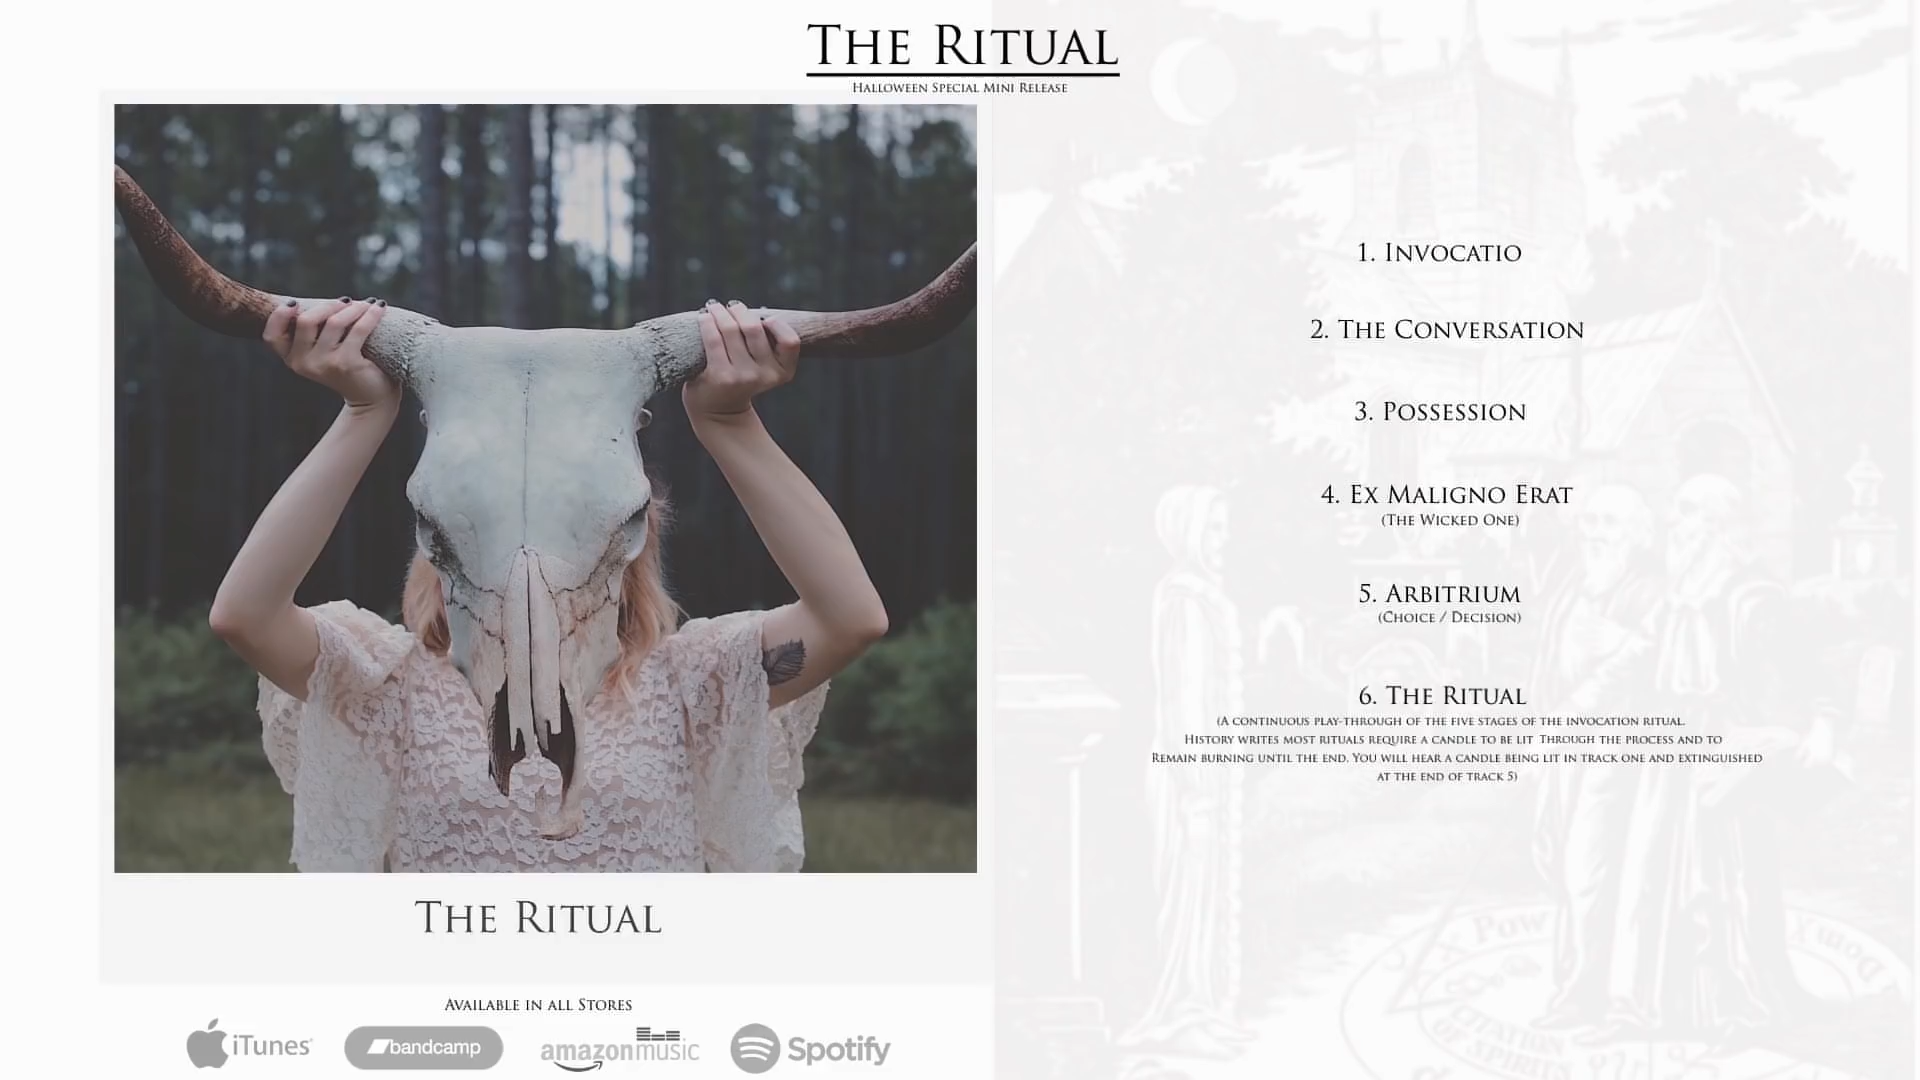 The Ritual
Halloween Special Mini Release
1. Invocatio
2. The Conversation
3. Possession
4. Ex Maligno Erat
(The Wicked One)
5. Arbitrium
(Choice / Decision)
6. The Ritual
(A continuous play-through of the five stages of the invocation ritual.
History writes most rituals require a candle to be lit Through the process and to
Remain burning until the end. You will hear a candle being lit in track one and extinguished
at the end of track 5)
The Ritual
Available in all Stores
iTunes
bandcamp
amazonmusic
Spotify
Pow